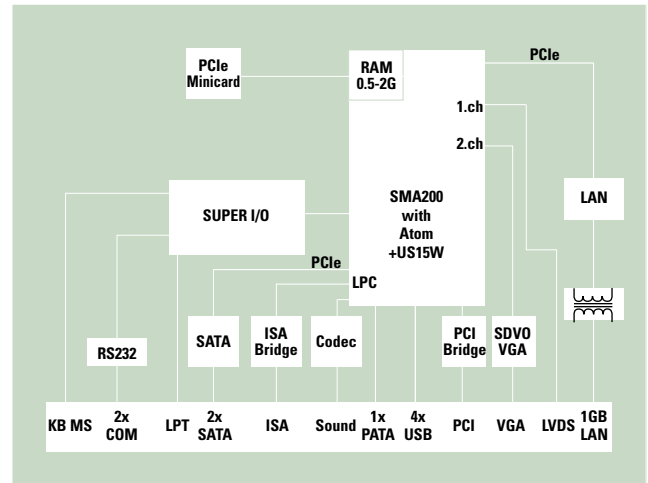 PCIe
Minicard
RAM
0.5-2G
PCIe
1.ch
2.ch
SUPER I/O
SMA200
with
Atom
+US15W
LAN
PCIe
LPC
RS232
SATA
ISA
Bridge
Codec
PCI
Bridge
SDVO
VGA
KB MS
2x
COM
LPT
2x
SATA
ISA
Sound
1x
PATA
4x
USB
PCI
VGA
LVDS
1GB
LAN